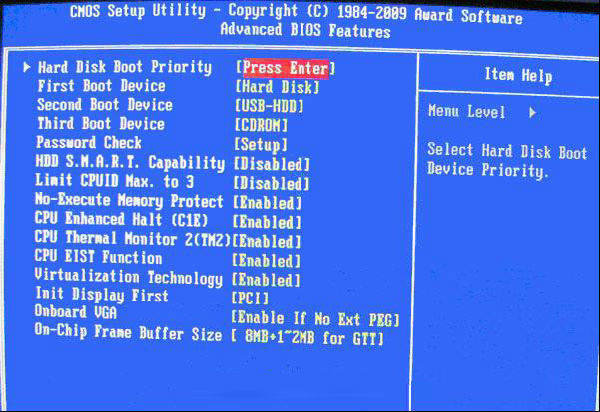 CMOS Setup Utility - Copyright (C) 1984-2009 Award Software
Advanced BIOS Features
Hard Disk Boot Priority [Press Enter]
First Boot Device [Hard Disk]
Second Boot Device [USB-HDD]
Third Boot Device [CDROM]
Password Check [Setup]
HDD S.M.A.R.T. Capability [Disabled]
Limit CPUID Max. to 3 [Disabled]
No-Execute Memory Protect [Enabled]
CPU Enhanced Halt (C1E) [Enabled]
CPU Thermal Monitor 2(TM2) [Enabled]
CPU EIST Function [Enabled]
Virtualization Technology [Enabled]
Init Display First [PCI]
Onboard VGA [Enable If No Ext PEG]
On-Chip Frame Buffer Size [ 8MB+1~2MB for GTT]
Item Help
Menu Level
Select Hard Disk Boot
Device Priority.